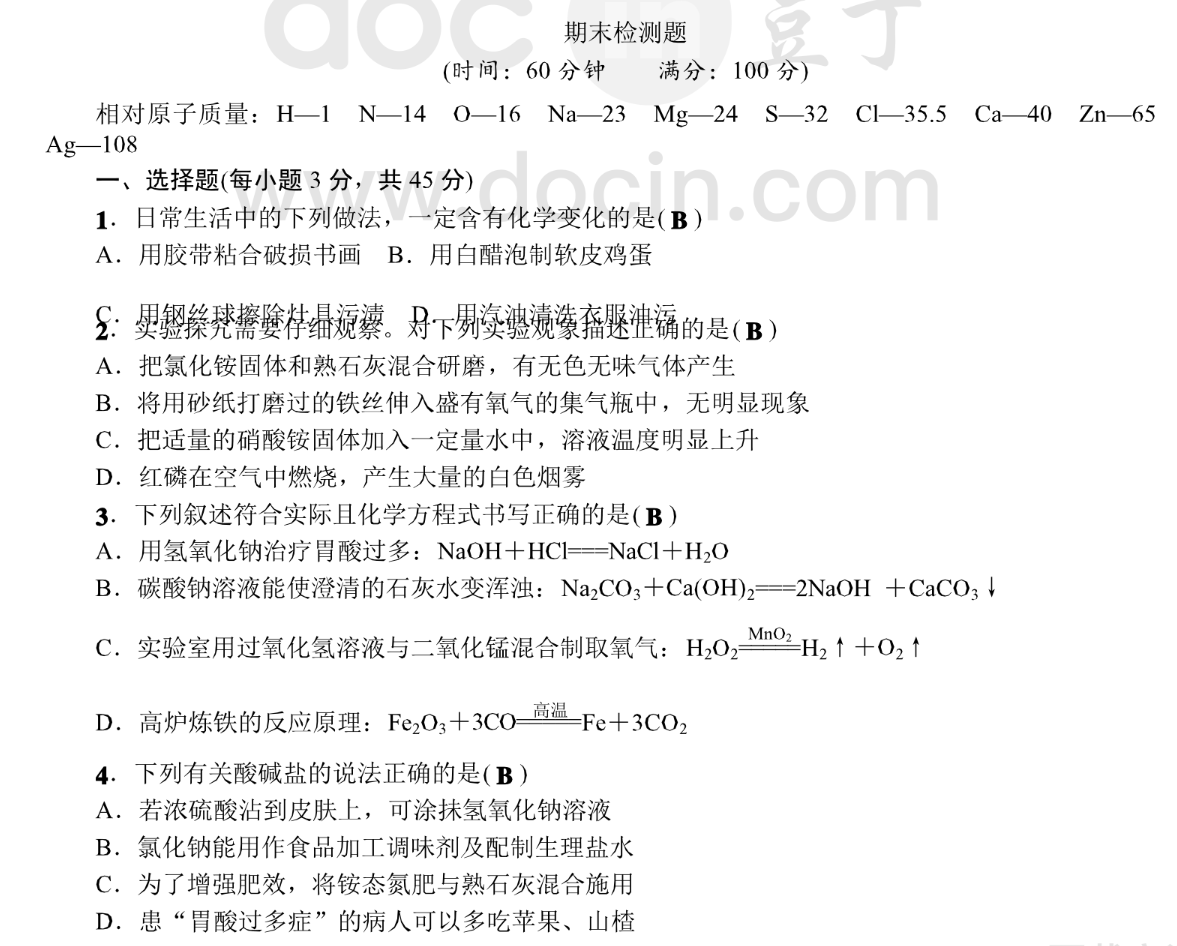 docin 豆丁
期末检测题
(时间：60 分钟　满分：100 分)
相对原子质量：H—1　N—14　O—16　Na—23　Mg—24　S—32　Cl—35.5　Ca—40　Zn—65
Ag—108
一、选择题(每小题 3 分，共 45 分)
www.docin.com
1．日常生活中的下列做法，一定含有化学变化的是( B )
A．用胶带粘合破损书画　B．用白醋泡制软皮鸡蛋
C．用钢丝球擦除灶具污渍　D．用汽油清洗衣服油污
2．实验探究需要仔细观察。对下列实验现象描述正确的是( B )
A．把氯化铵固体和熟石灰混合研磨，有无色无味气体产生
B．将用砂纸打磨过的铁丝伸入盛有氧气的集气瓶中，无明显现象
C．把适量的硝酸铵固体加入一定量水中，溶液温度明显上升
D．红磷在空气中燃烧，产生大量的白色烟雾
3．下列叙述符合实际且化学方程式书写正确的是( B )
A．用氢氧化钠治疗胃酸过多：NaOH＋HCl===NaCl＋H₂O
B．碳酸钠溶液能使澄清的石灰水变浑浊：Na₂CO₃＋Ca(OH)₂===2NaOH ＋CaCO₃↓
MnO₂
C．实验室用过氧化氢溶液与二氧化锰混合制取氧气：H₂O₂=====H₂↑＋O₂↑
高温
D．高炉炼铁的反应原理：Fe₂O₃＋3CO=====Fe＋3CO₂
4．下列有关酸碱盐的说法正确的是( B )
A．若浓硫酸沾到皮肤上，可涂抹氢氧化钠溶液
B．氯化钠能用作食品加工调味剂及配制生理盐水
C．为了增强肥效，将铵态氮肥与熟石灰混合施用
D．患“胃酸过多症”的病人可以多吃苹果、山楂